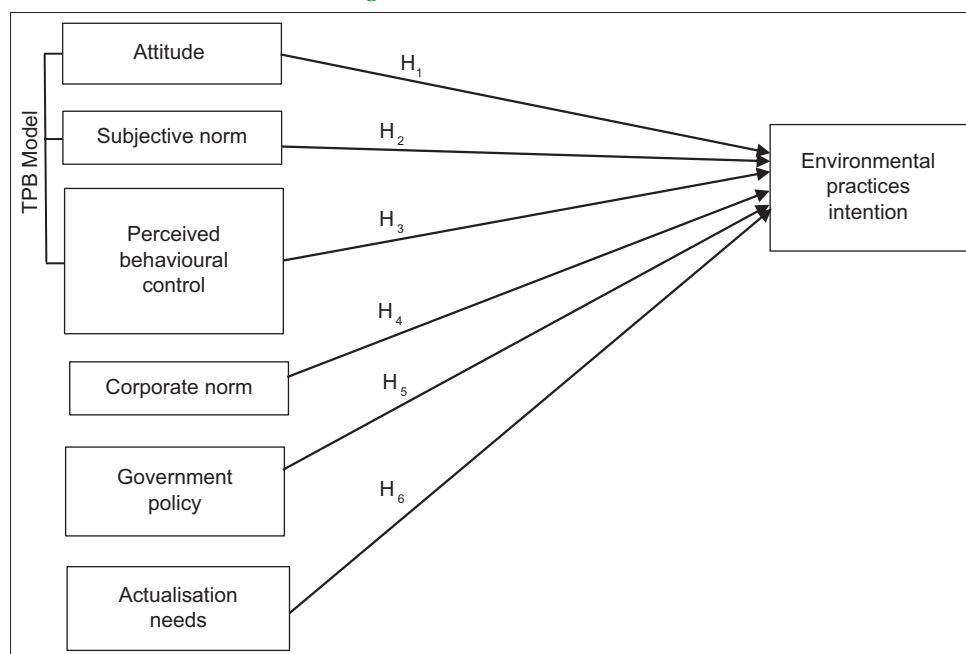 Attitude
H1
Subjective norm
H2
TPB Model
Perceived
behavioural
control
H3
Environmental
practices
intention
Corporate norm
H4
Government
policy
H5
Actualisation
needs
H6